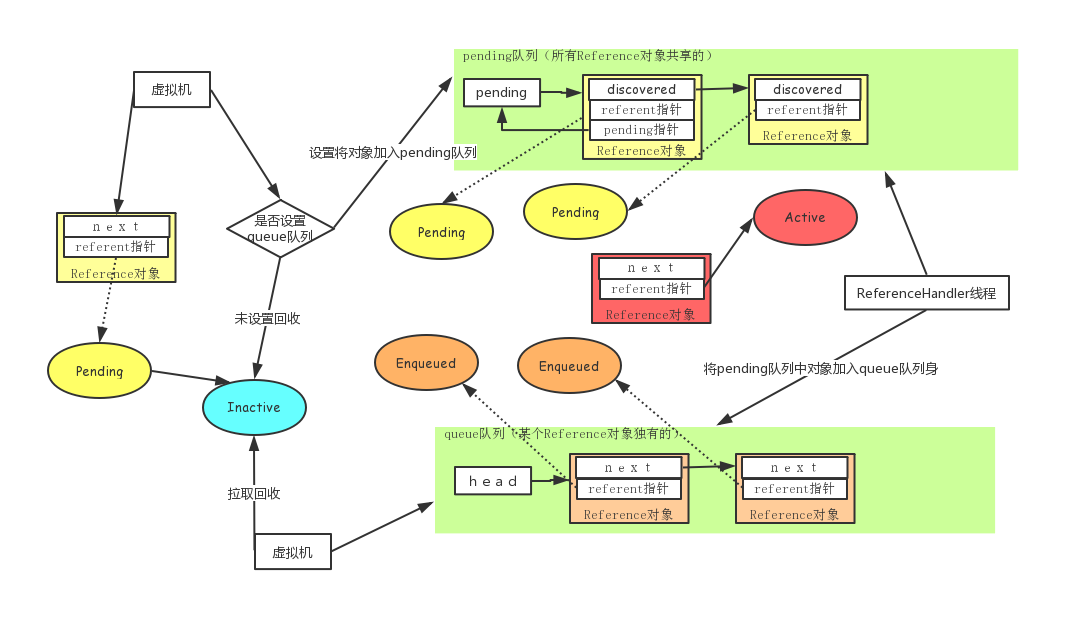 pending队列（所有Reference对象共享的）
虚拟机
pending
discovered
referent指针
pending指针
Reference对象
discovered
referent指针
Reference对象
设置将对象加入pending队列
是否设置
queue队列
next
referent指针
Reference对象
Pending
Pending
Active
next
referent指针
Reference对象
ReferenceHandler线程
未设置回收
Pending
Inactive
Enqueued
Enqueued
将pending队列中对象加入queue队列身
queue队列（某个Reference对象独有的）
head
next
referent指针
Reference对象
next
referent指针
Reference对象
拉取回收
虚拟机